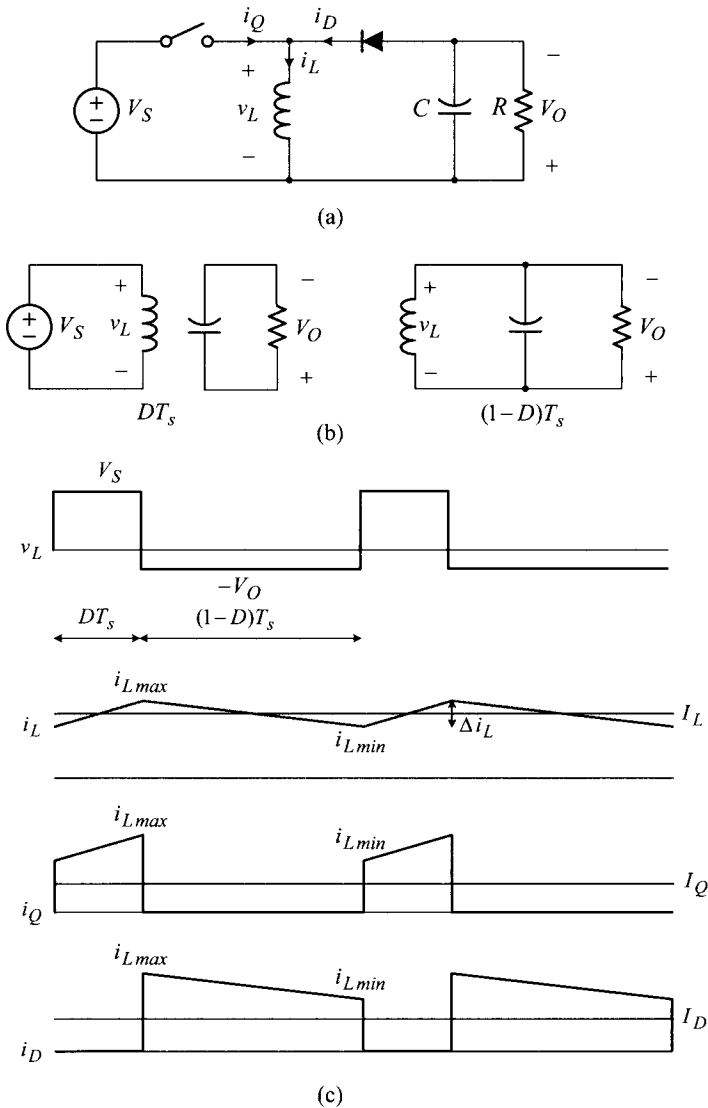 i_Q i_D
+ i_L −
+ − V_S v_L C R V_O
− +
(a)
+ − + −
+ − V_S v_L V_O v_L V_O
− + − +
DT_s (1−D)T_s
(b)
V_S
v_L
−V_O
DT_s (1−D)T_s
i_Lmax
i_L I_L
i_Lmin Δi_L
i_Lmax i_Lmin
I_Q
i_Q
i_Lmax i_Lmin
I_D
i_D
(c)